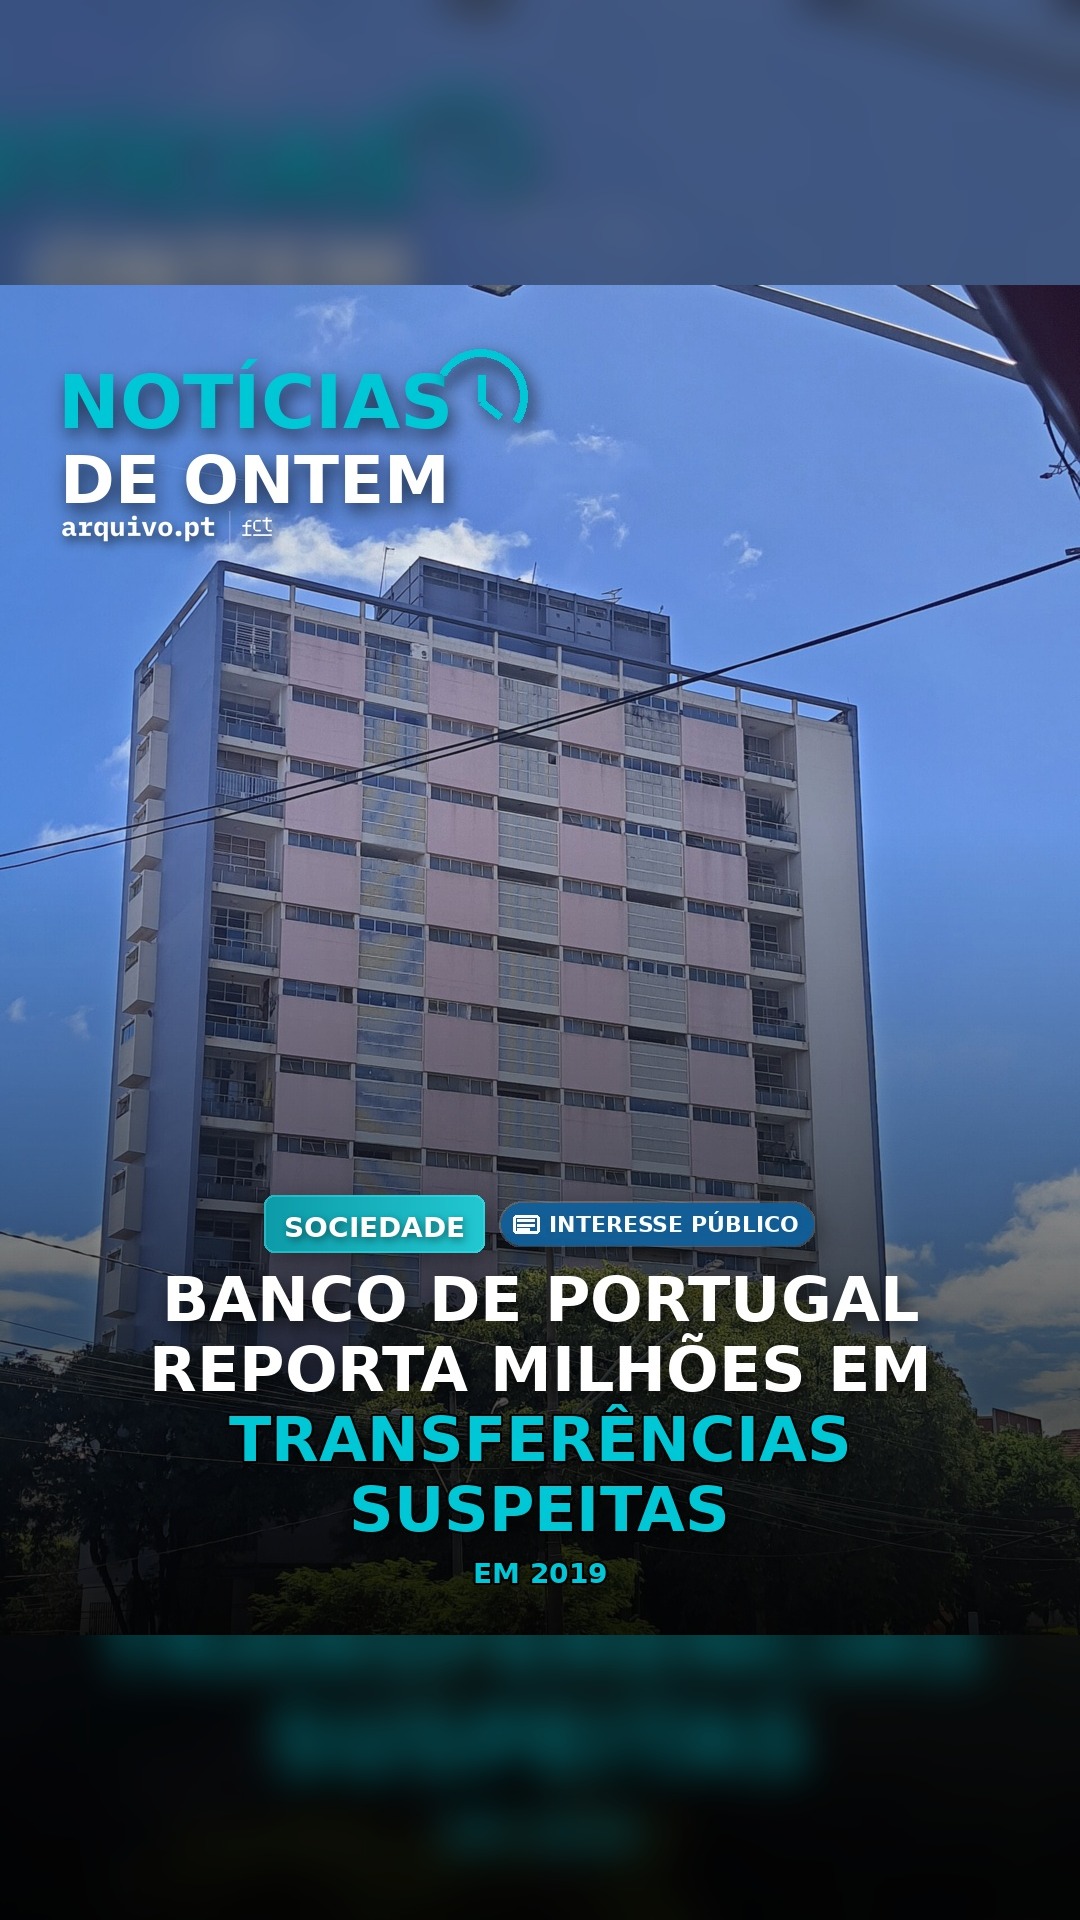 NOTÍCIAS
DE ONTEM
arquivo.pt | fct
SOCIEDADE
INTERESSE PÚBLICO
BANCO DE PORTUGAL
REPORTA MILHÕES EM
TRANSFERÊNCIAS
SUSPEITAS
EM 2019